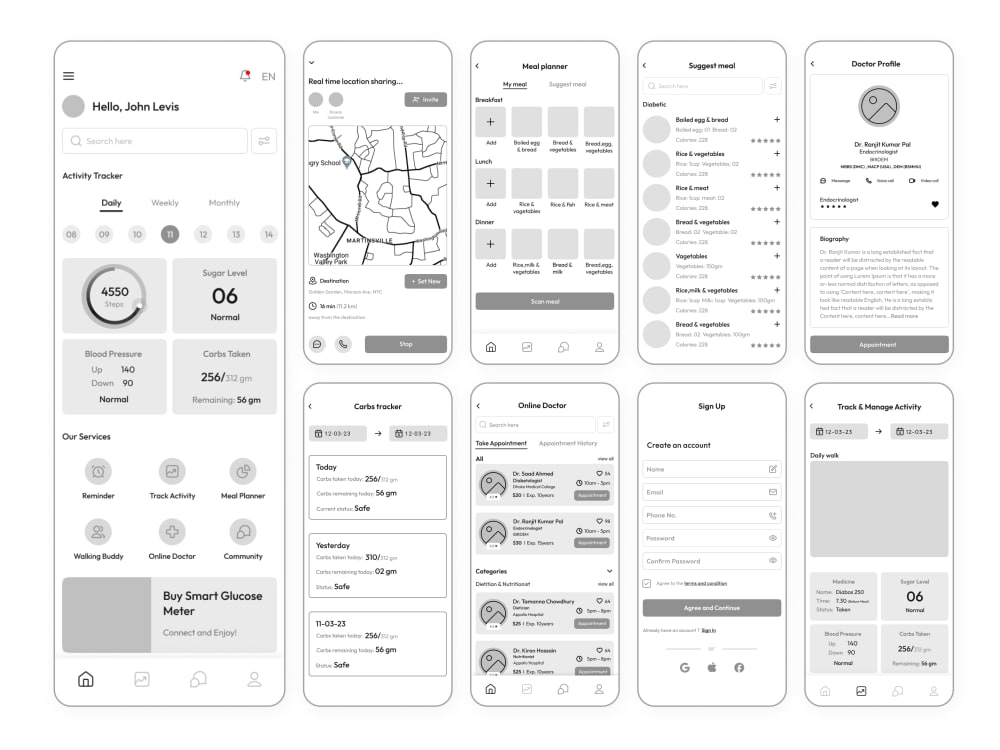 EN
Hello, John Levis
Search here
Activity Tracker
Daily Weekly Monthly
08 09 10 11 12 13 14
4550
Steps
Sugar Level
06
Normal
Blood Pressure
Up 140
Down 90
Normal
Carbs Taken
256/312 gm
Remaining: 56 gm
Our Services
Reminder Track Activity Meal Planner
Walking Buddy Online Doctor Community
Buy Smart Glucose
Meter
Connect and Enjoy!
Real time location sharing...
Invite
Me
Jackson
gry School
MARTINSVILLE
Washington
Valley Park
Destination
+ Set New
Golden Garden, Hanson Ave, NYC
16 min (11.2 km)
away from the destination
Stop
Meal planner
My meal Suggest meal
Breakfast
Add
Boiled egg
& bread
Bread &
vegetables
Bread,egg,
vegetables
Lunch
Add
Rice &
vegetables
Rice & fish
Rice & meat
Dinner
Add
Rice,milk &
vegetables
Bread &
milk
Bread,egg,
vegetables
Scan meal
Suggest meal
Search here
Diabetic
Boiled egg & bread
Boiled egg: 01 Bread: 02
Calories: 228
Rice & vegetables
Rice: 1cup Vegetables: 02
Calories: 228
Rice & meat
Rice: 1cup meat: 02
Calories: 228
Bread & vegetables
Bread: 02 Vegetable: 02
Calories: 228
Vagetables
Vegetables: 150gm
Calories: 228
Rice,milk & vegetables
Rice: 1cup Milk: 1cup Vegetables: 100gm
Calories: 228
Bread & vegetables
Bread: 02 Vegetables: 100gm
Calories: 228
Doctor Profile
Dr. Ranjit Kumar Pal
Endocrinologist
BIRDEM
MBBS (DMC) , MACP (USA) , DEM (BSMMU)
Message Voice call Video call
Endocrinologist
Biography
Dr. Ranjit Kumar is a long established fact that
a reader will be distracted by the readable
content of a page when looking at its layout. The
point of using Lorem Ipsum is that it has a more
or-less normal distribution of letters, as opposed
to using 'Content here, content here', making it
look like readable English. He is a long establis
hed fact that a reader will be distracted by the
Content here, content here...Read more
Appointment
Carbs tracker
12-03-23 → 12-03-23
Today
Carbs taken today: 256/312 gm
Carbs remaining today: 56 gm
Current status: Safe
Yesterday
Carbs taken today: 310/312 gm
Carbs remaining today: 02 gm
Status: Safe
11-03-23
Carbs taken today: 256/312 gm
Carbs remaining today: 56 gm
Status: Safe
Online Doctor
Search here
Take Appointment Appointment History
All view all
Dr. Saad Ahmed
Diabetologist
Dhaka Medical College
$20 | Exp. 10years
54
10am - 3pm
Appointment
Dr. Ranjit Kumar Pal
Endocrinologist
BIRDEM
$30 | Exp. 15years
98
10am - 5pm
Appointment
Categories
Dietitian & Nutritionist view all
Dr. Tamanna Chowdhury
Dietician
Appollo Hospital
$25 | Exp. 10years
64
5pm - 8pm
Appointment
Dr. Kiran Hossain
Nutritionist
Appollo Hospital
$25 | Exp. 10years
64
5pm - 8pm
Appointment
Sign Up
Create an account
Name
Email
Phone No.
Password
Confirm Password
Agree to the terms and condition
Agree and Continue
Already have an account ? Sign In
G
Track & Manage Activity
12-03-23 → 12-03-23
Daily walk
Medicine
Name: Diabos 250
Time: 7.30 (Before Meal)
Status: Taken
Sugar Level
06
Normal
Blood Pressure
Up 140
Down 90
Normal
Carbs Taken
256/312 gm
Remaining: 56 gm